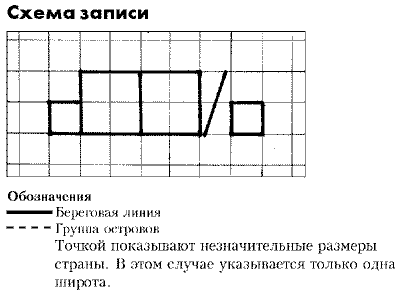 Схема записи
Обозначения
Береговая линия
Группа островов
Точкой показывают незначительные размеры
страны. В этом случае указывается только одна
широта.